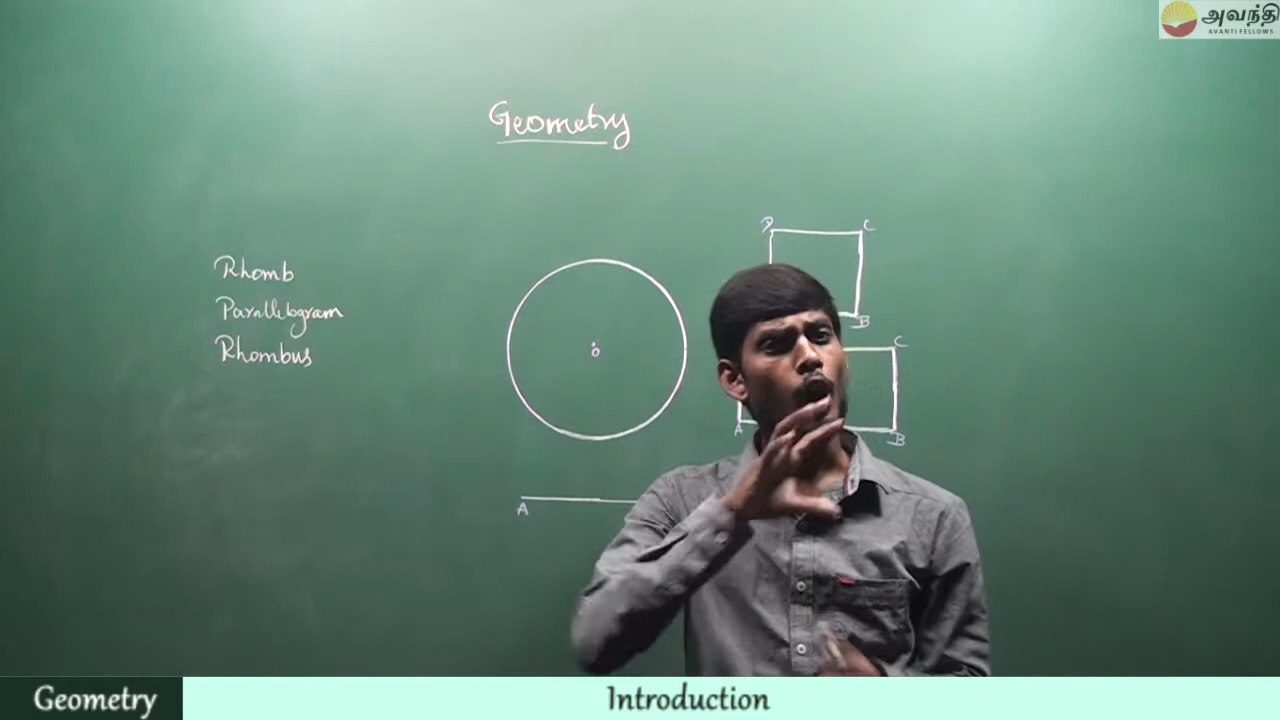 அவந்தி
AVANTI FELLOWS
Geometry
D
C
Rhomb
Parallelogram
Rhombus
B
C
O
A
B
A
Geometry
Introduction